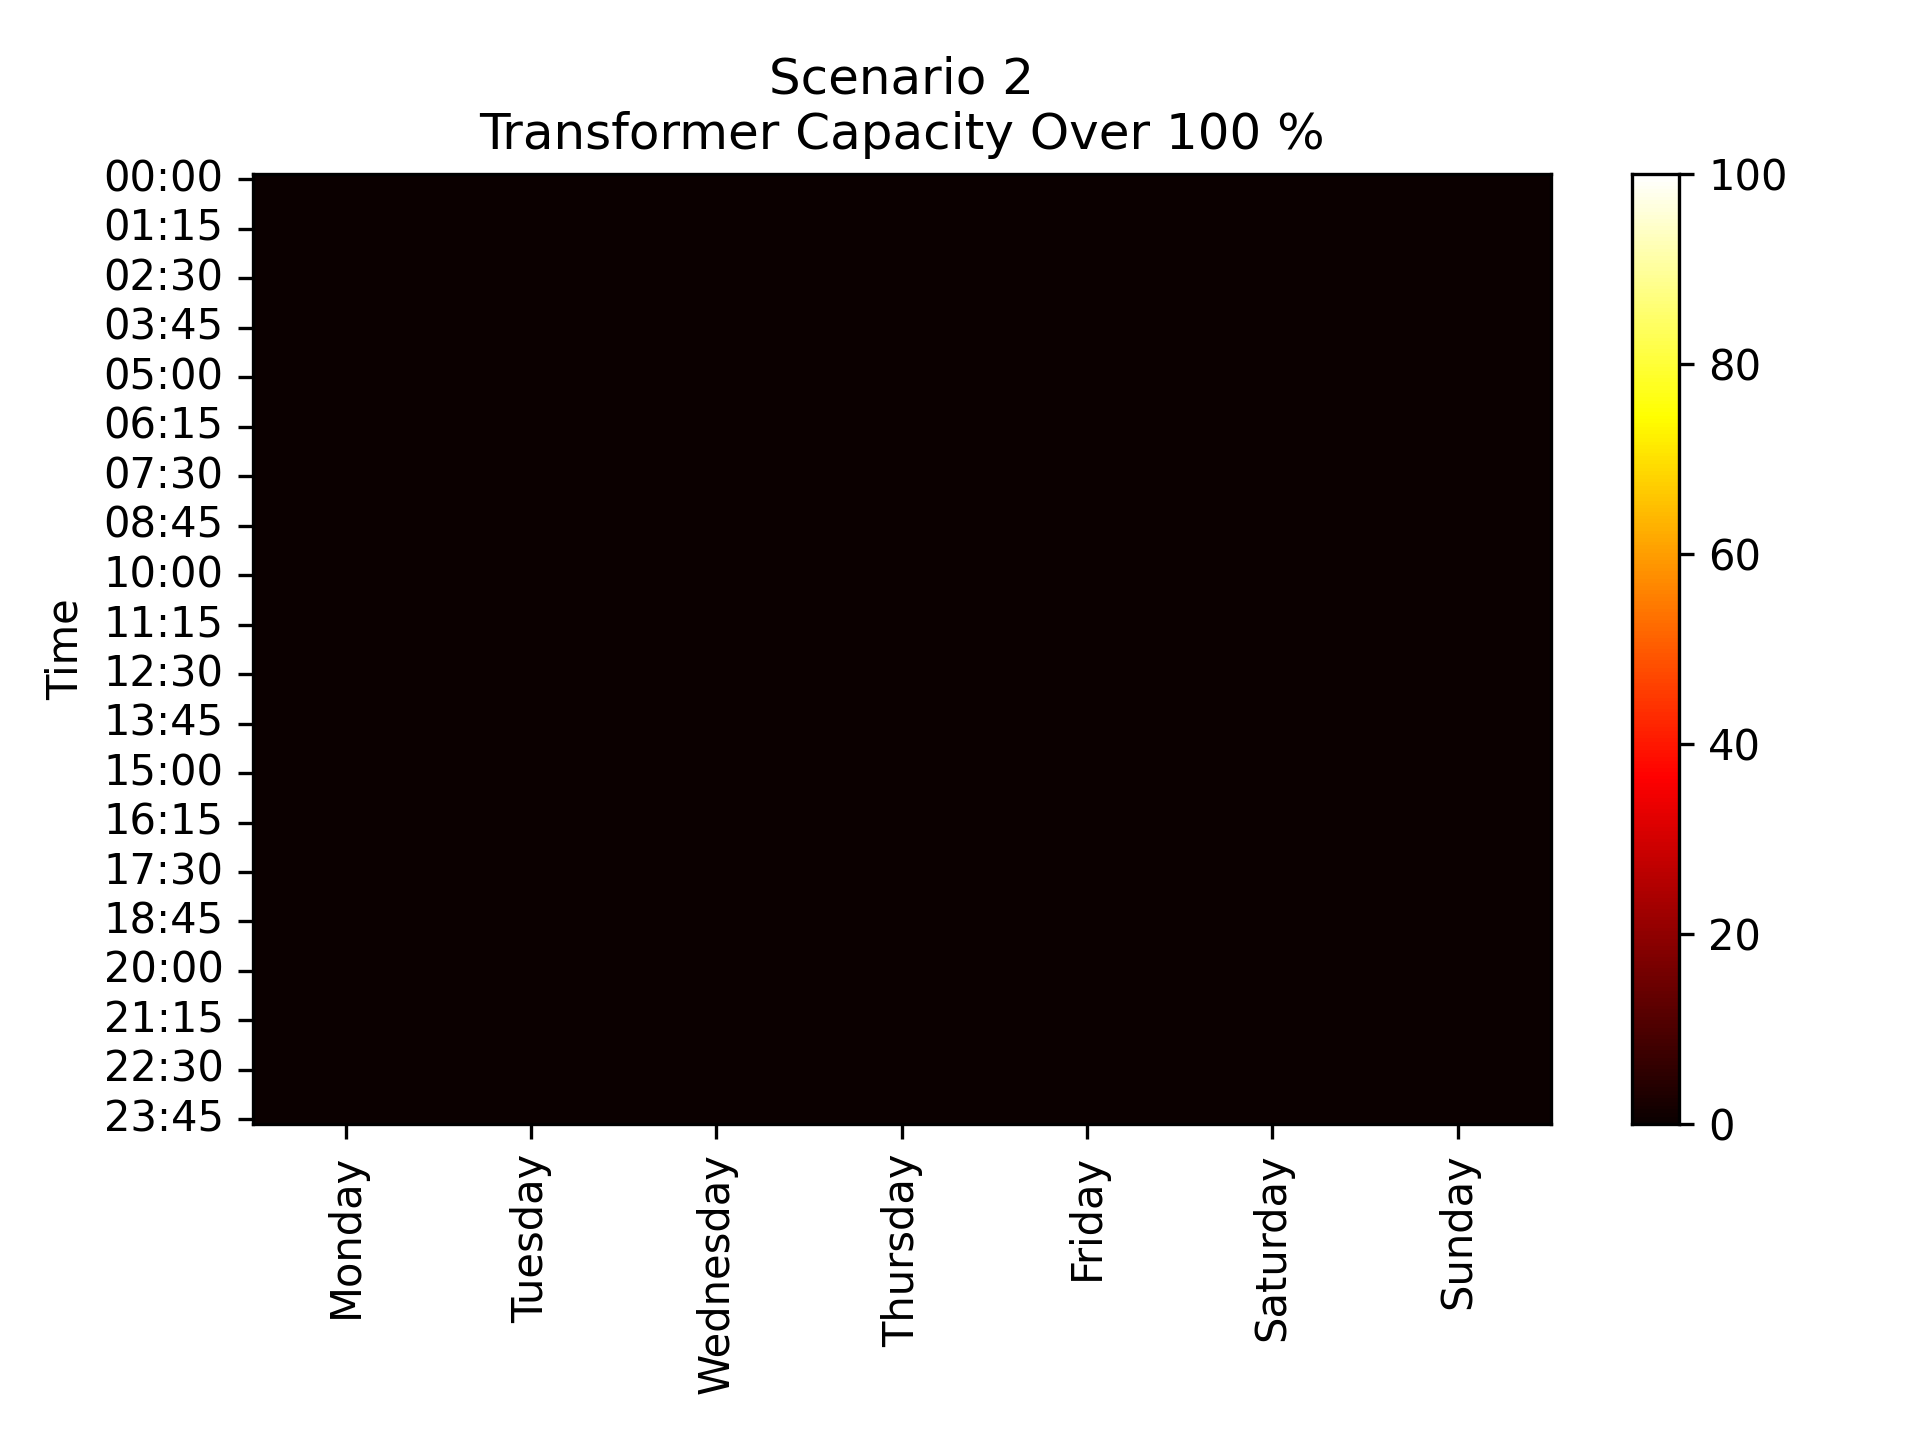 Scenario 2
Transformer Capacity Over 100 %
Time
00:00
01:15
02:30
03:45
05:00
06:15
07:30
08:45
10:00
11:15
12:30
13:45
15:00
16:15
17:30
18:45
20:00
21:15
22:30
23:45
Monday
Tuesday
Wednesday
Thursday
Friday
Saturday
Sunday
100
80
60
40
20
0